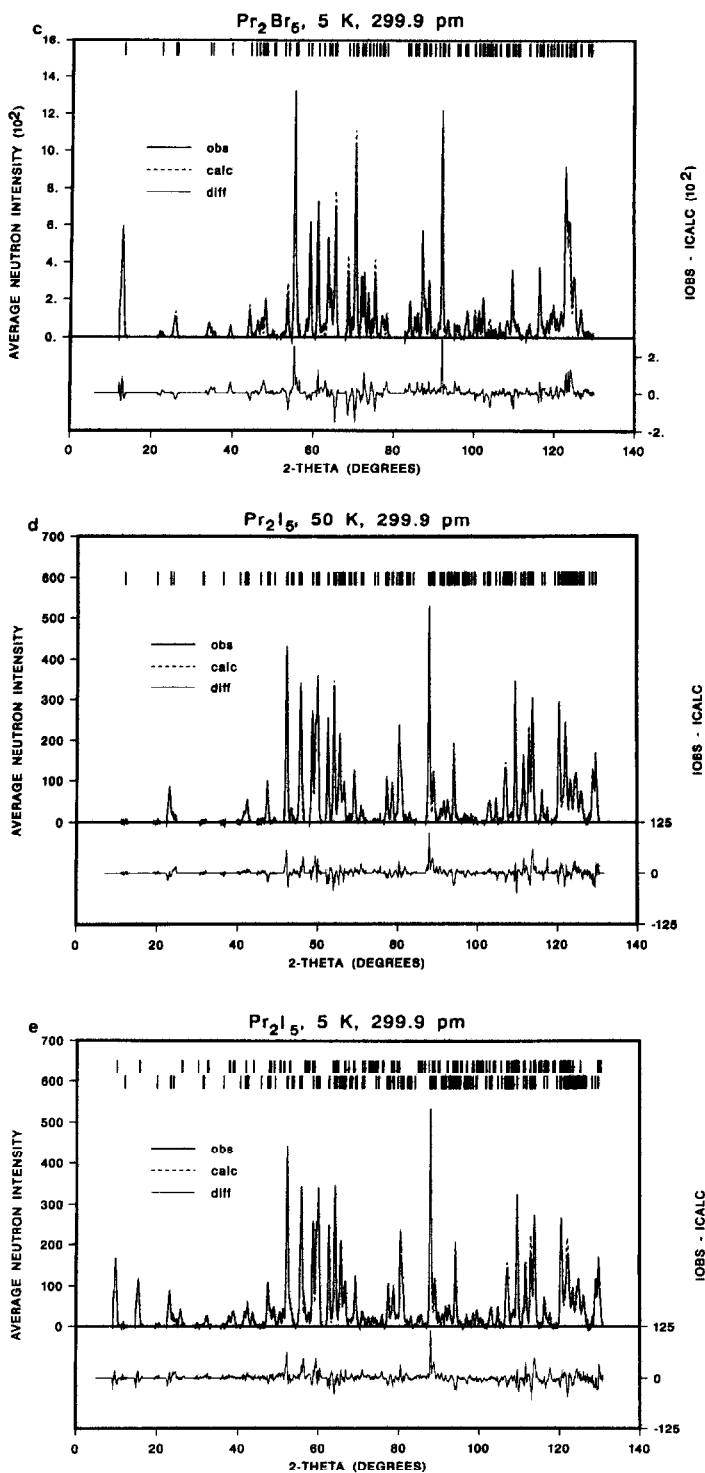 c
Pr2Br5, 5 K, 299.9 pm
16.
14.
12.
10.
8.
6.
4.
2.
0.
AVERAGE NEUTRON INTENSITY (10^2)
obs
calc
diff
IOBS - ICALC (10^2)
2.
0.
-2.
0 20 40 60 80 100 120 140
2-THETA (DEGREES)
d
Pr2I5, 50 K, 299.9 pm
700
600
500
400
300
200
100
0
AVERAGE NEUTRON INTENSITY
obs
calc
diff
IOBS - ICALC
125
0
-125
0 20 40 60 80 100 120 140
2-THETA (DEGREES)
e
Pr2I5, 5 K, 299.9 pm
700
600
500
400
300
200
100
0
AVERAGE NEUTRON INTENSITY
obs
calc
diff
IOBS - ICALC
125
0
-125
0 20 40 60 80 100 120 140
2-THETA (DEGREES)